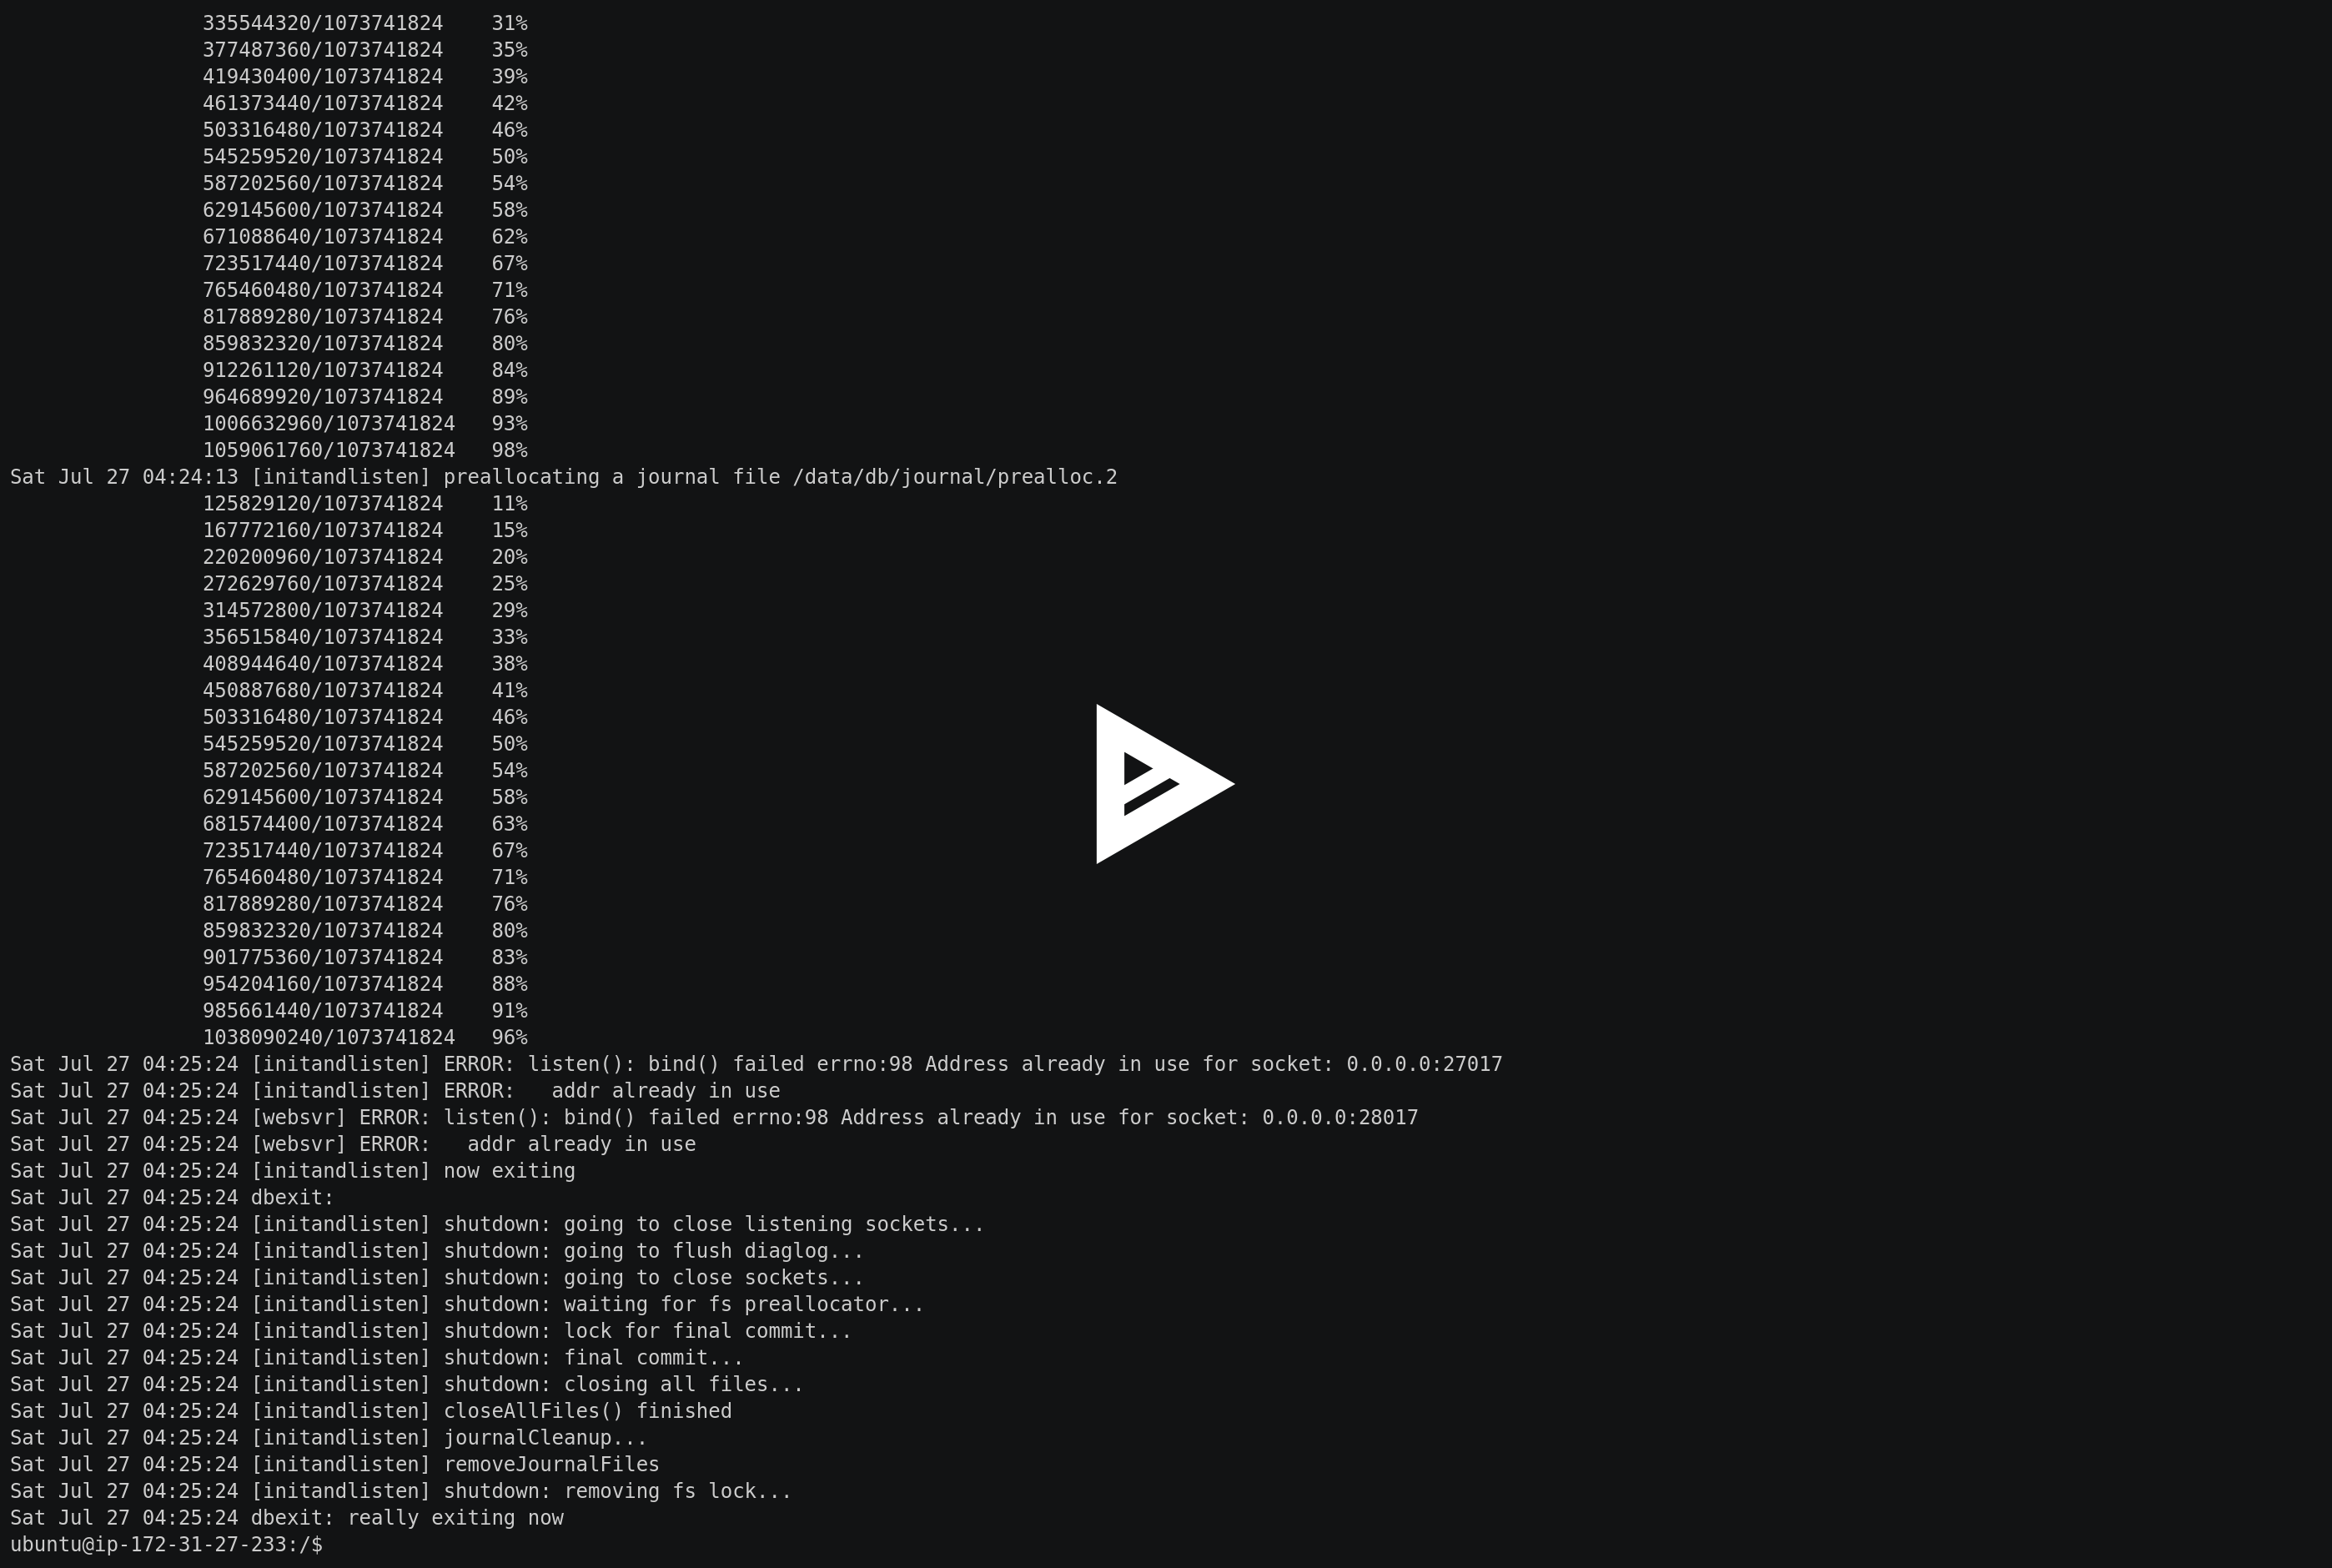 335544320/1073741824    31%
377487360/1073741824    35%
419430400/1073741824    39%
461373440/1073741824    42%
503316480/1073741824    46%
545259520/1073741824    50%
587202560/1073741824    54%
629145600/1073741824    58%
671088640/1073741824    62%
723517440/1073741824    67%
765460480/1073741824    71%
817889280/1073741824    76%
859832320/1073741824    80%
912261120/1073741824    84%
964689920/1073741824    89%
1006632960/1073741824   93%
1059061760/1073741824   98%
Sat Jul 27 04:24:13 [initandlisten] preallocating a journal file /data/db/journal/prealloc.2
125829120/1073741824    11%
167772160/1073741824    15%
220200960/1073741824    20%
272629760/1073741824    25%
314572800/1073741824    29%
356515840/1073741824    33%
408944640/1073741824    38%
450887680/1073741824    41%
503316480/1073741824    46%
545259520/1073741824    50%
587202560/1073741824    54%
629145600/1073741824    58%
681574400/1073741824    63%
723517440/1073741824    67%
765460480/1073741824    71%
817889280/1073741824    76%
859832320/1073741824    80%
901775360/1073741824    83%
954204160/1073741824    88%
985661440/1073741824    91%
1038090240/1073741824   96%
Sat Jul 27 04:25:24 [initandlisten] ERROR: listen(): bind() failed errno:98 Address already in use for socket: 0.0.0.0:27017
Sat Jul 27 04:25:24 [initandlisten] ERROR:   addr already in use
Sat Jul 27 04:25:24 [websvr] ERROR: listen(): bind() failed errno:98 Address already in use for socket: 0.0.0.0:28017
Sat Jul 27 04:25:24 [websvr] ERROR:   addr already in use
Sat Jul 27 04:25:24 [initandlisten] now exiting
Sat Jul 27 04:25:24 dbexit:
Sat Jul 27 04:25:24 [initandlisten] shutdown: going to close listening sockets...
Sat Jul 27 04:25:24 [initandlisten] shutdown: going to flush diaglog...
Sat Jul 27 04:25:24 [initandlisten] shutdown: going to close sockets...
Sat Jul 27 04:25:24 [initandlisten] shutdown: waiting for fs preallocator...
Sat Jul 27 04:25:24 [initandlisten] shutdown: lock for final commit...
Sat Jul 27 04:25:24 [initandlisten] shutdown: final commit...
Sat Jul 27 04:25:24 [initandlisten] shutdown: closing all files...
Sat Jul 27 04:25:24 [initandlisten] closeAllFiles() finished
Sat Jul 27 04:25:24 [initandlisten] journalCleanup...
Sat Jul 27 04:25:24 [initandlisten] removeJournalFiles
Sat Jul 27 04:25:24 [initandlisten] shutdown: removing fs lock...
Sat Jul 27 04:25:24 dbexit: really exiting now
ubuntu@ip-172-31-27-233:/$